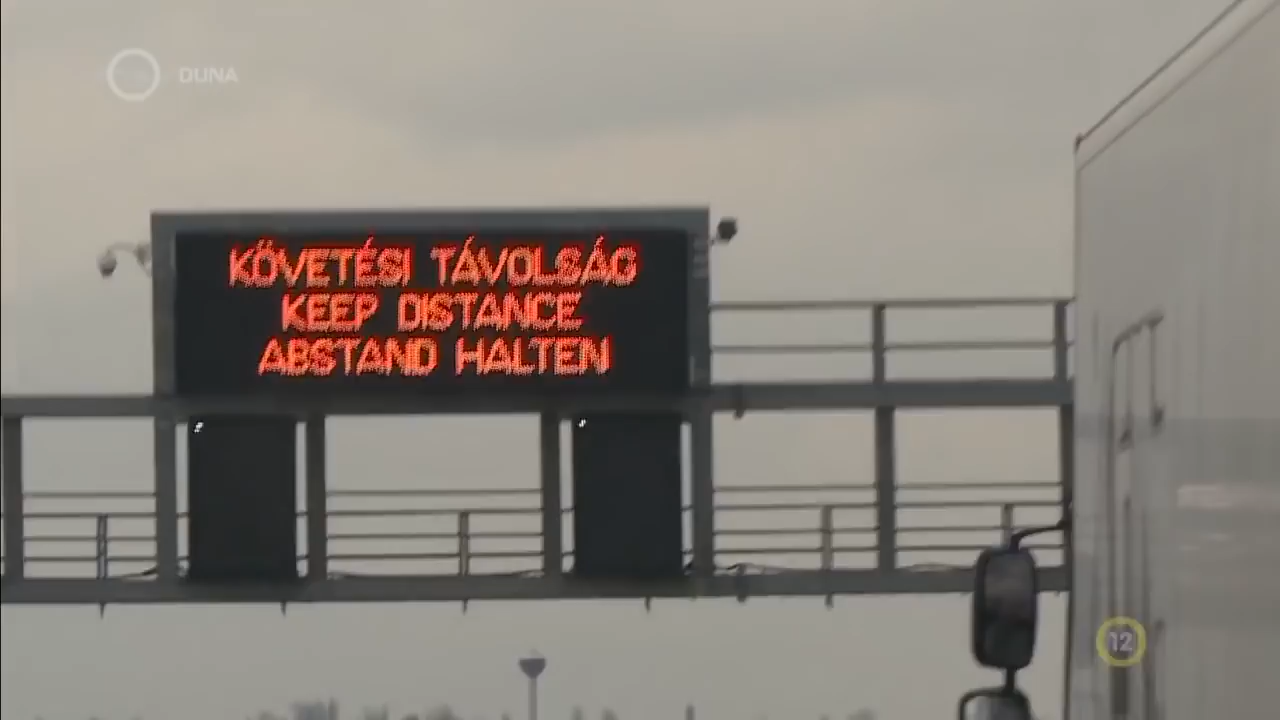 DUNA
KÖVETÉSI TÁVOLSÁG
KEEP DISTANCE
ABSTAND HALTEN
12